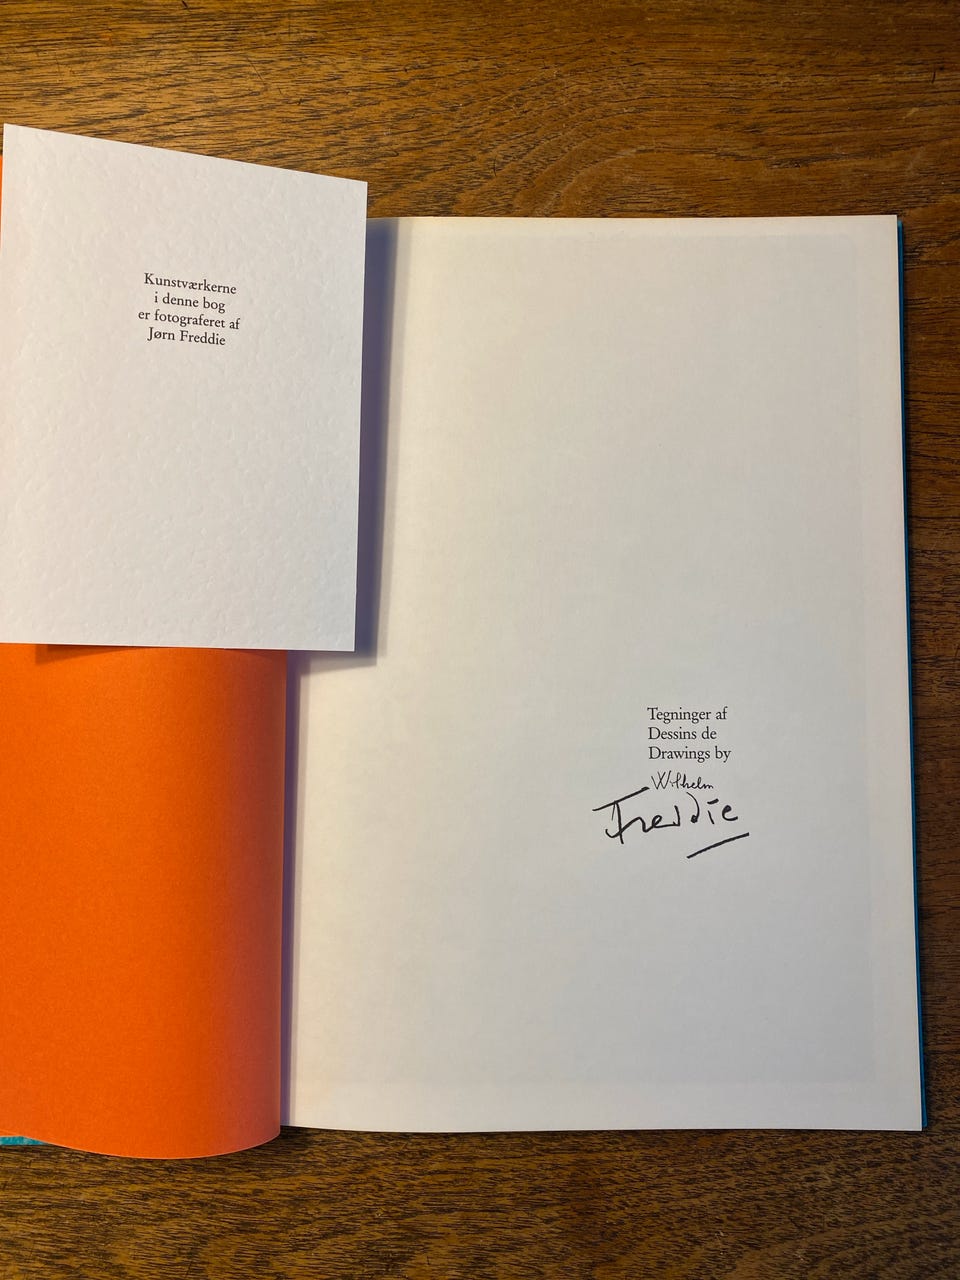 Kunstværkerne
i denne bog
er fotograferet af
Jørn Freddie
Tegninger af
Dessins de
Drawings by
Wilhelm
Freddie